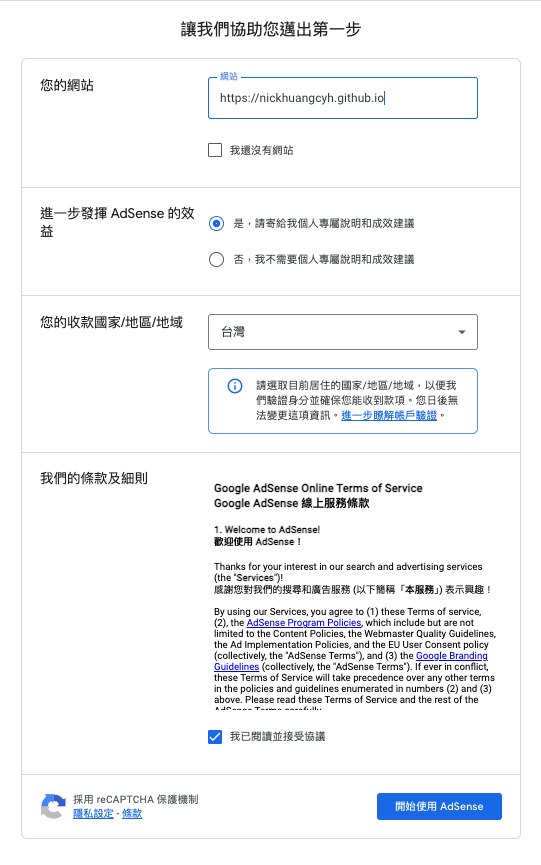 讓我們協助您邁出第一步
您的網站
網站
https://nickhuangcyh.github.io
我還沒有網站
進一步發揮 AdSense 的效
益
是，請寄給我個人專屬說明和成效建議
否，我不需要個人專屬說明和成效建議
您的收款國家/地區/地域
台灣
請選取目前居住的國家/地區/地域，以便我
們驗證身分並確保您能收到款項。您日後無
法變更這項資訊。進一步瞭解帳戶驗證。
我們的條款及細則
Google AdSense Online Terms of Service
Google AdSense 線上服務條款
1. Welcome to AdSense!
歡迎使用 AdSense！
Thanks for your interest in our search and advertising services
(the "Services")!
感謝您對我們的搜尋和廣告服務 (以下簡稱「本服務」) 表示興趣！
By using our Services, you agree to (1) these Terms of service,
(2), the AdSense Program Policies, which include but are not
limited to the Content Policies, the Webmaster Quality Guidelines,
the Ad Implementation Policies, and the EU User Consent policy
(collectively, the "AdSense Terms"), and (3) the Google Branding
Guidelines (collectively, the "AdSense Terms"). If ever in conflict,
these Terms of Service will take precedence over any other terms
in the policies and guidelines enumerated in numbers (2) and (3)
above. Please read these Terms of Service and the rest of the
AdSense Terms carefully.
我已閱讀並接受協議
採用 reCAPTCHA 保護機制
隱私設定 - 條款
開始使用 AdSense